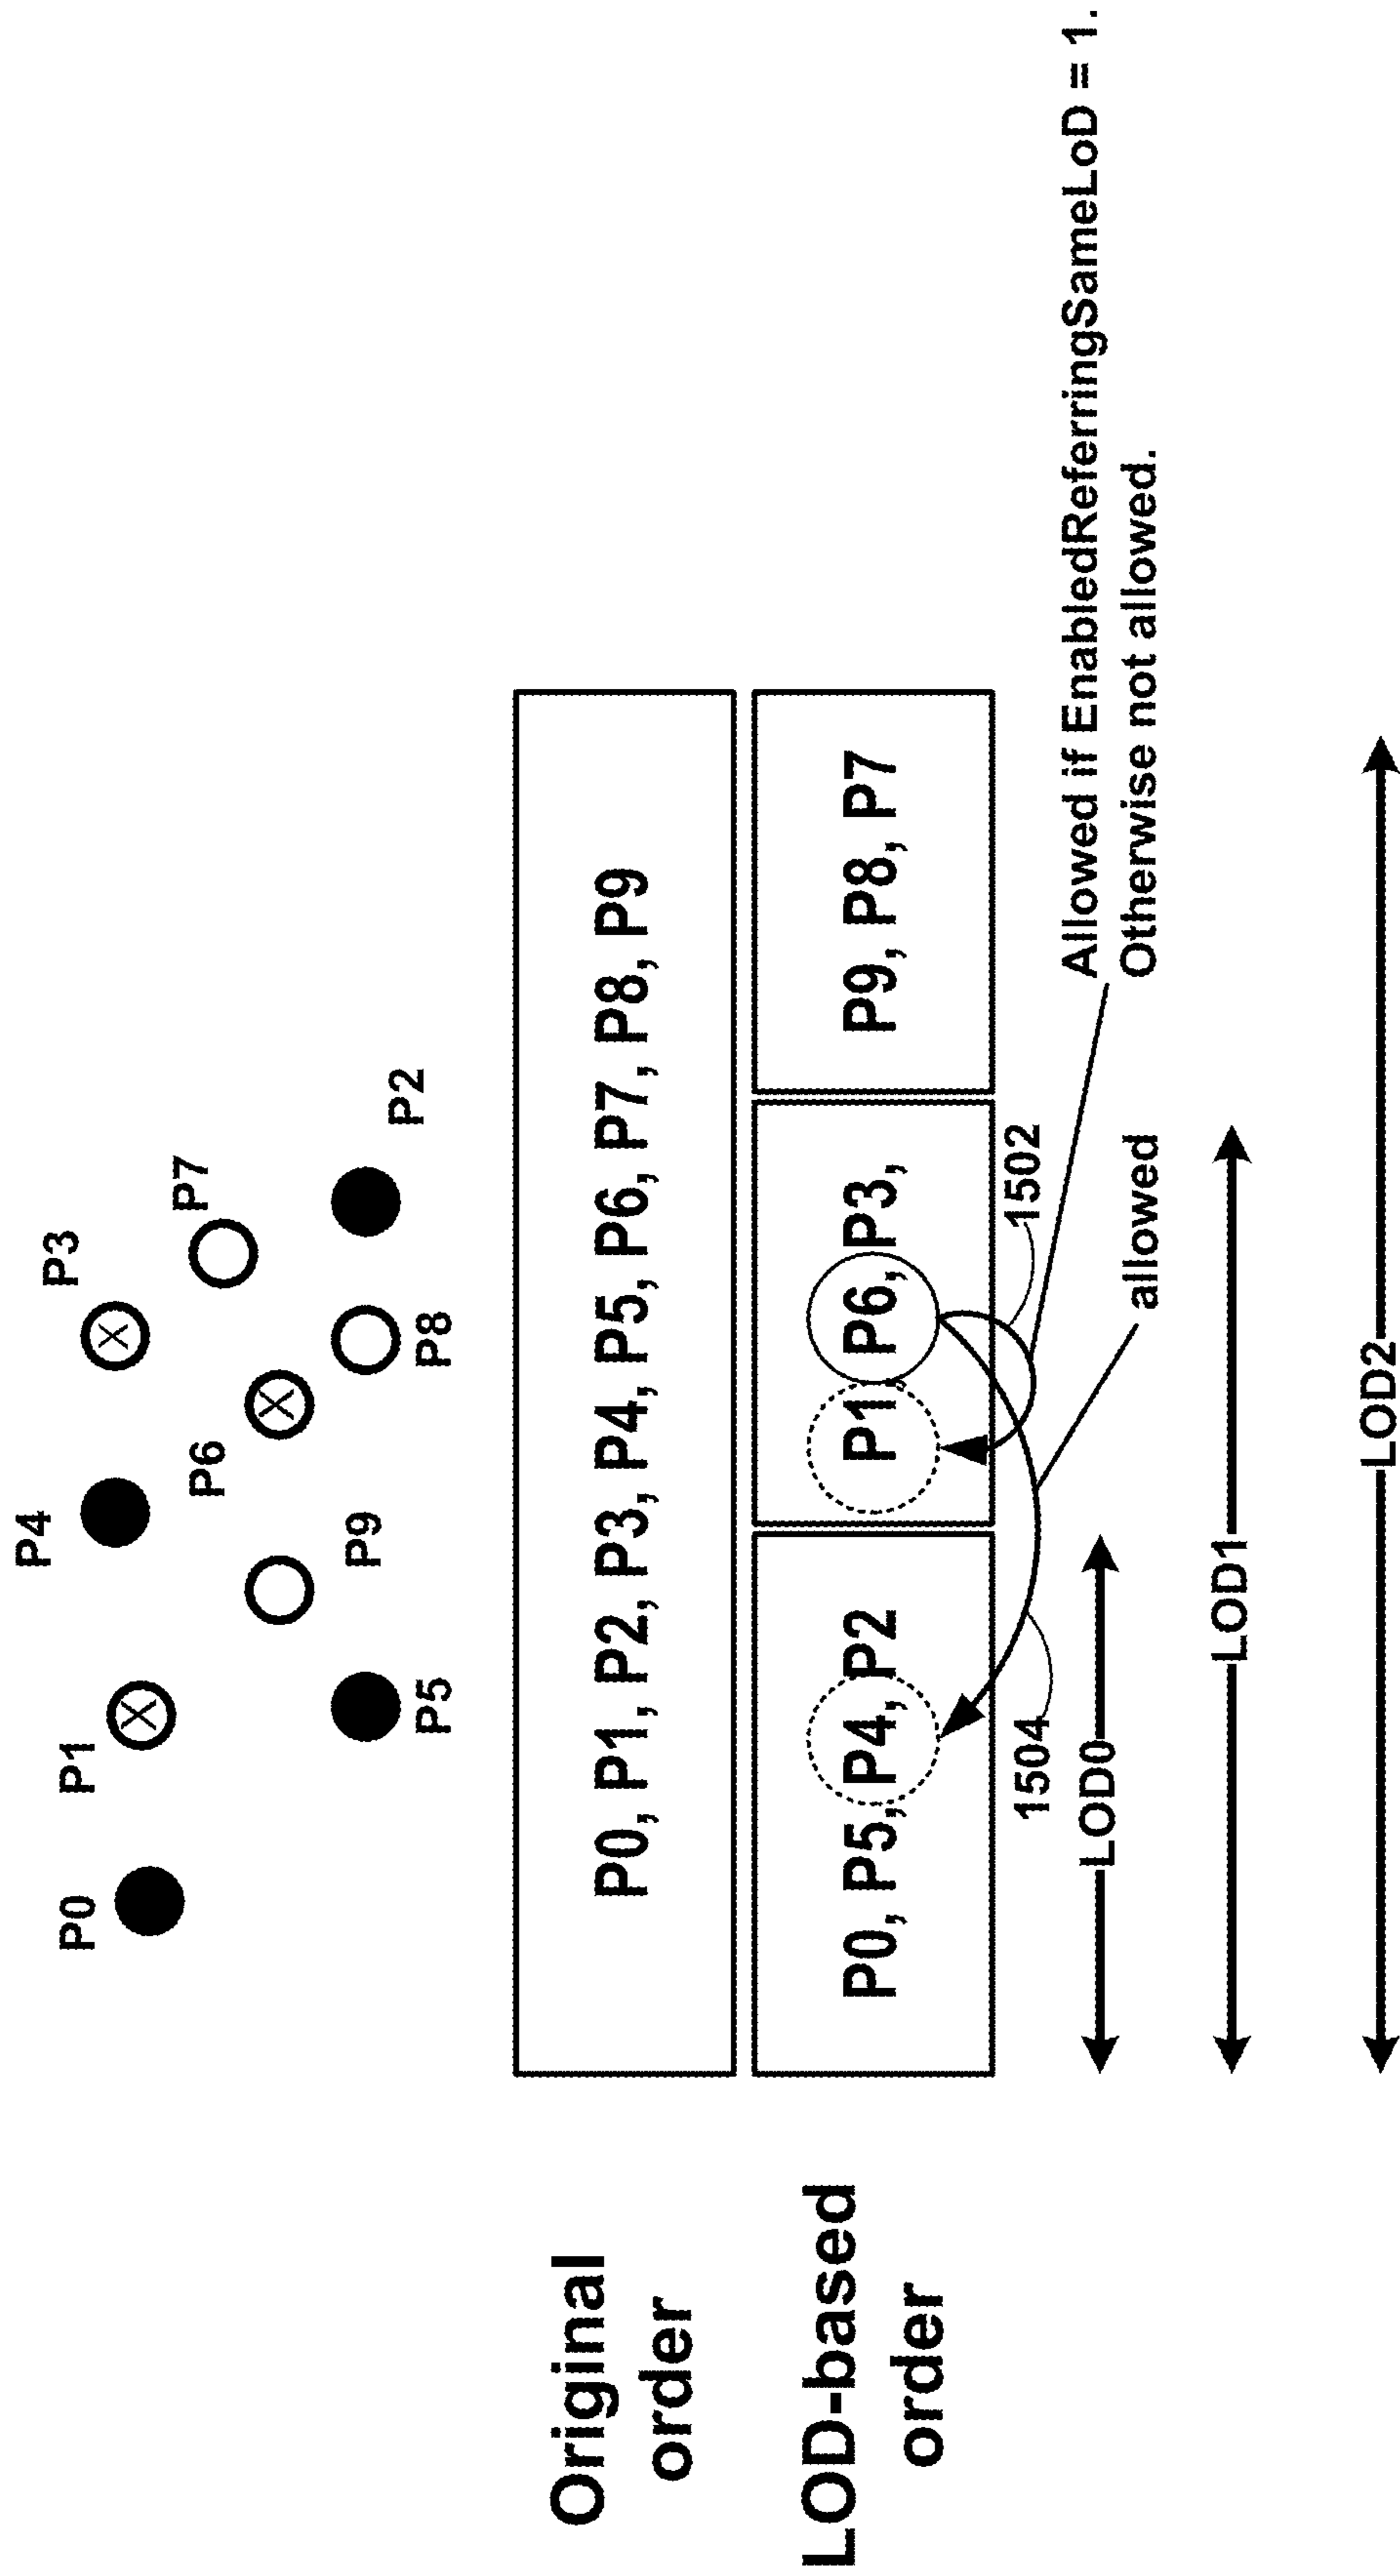 P0
P1
P4
P3
P7
P6
P9
P5
P8
P2
Original
order
P0, P1, P2, P3, P4, P5, P6, P7, P8, P9
LOD-based
order
P0, P5, P4, P2
P1, P6, P3,
P9, P8, P7
1504
1502
LOD0
allowed
Allowed if EnabledReferringSameLoD = 1.
Otherwise not allowed.
LOD1
LOD2